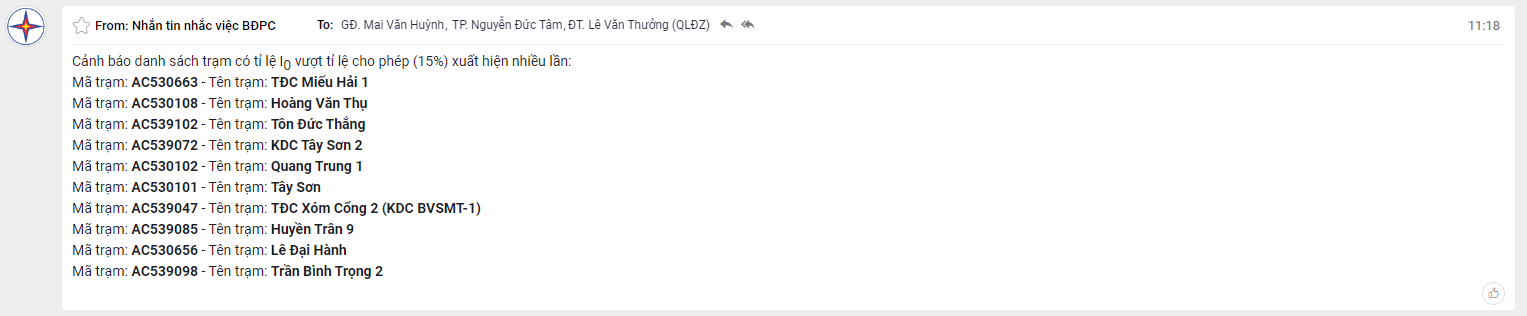 From: Nhắn tin nhắc việc BĐPC To: GĐ. Mai Văn Huỳnh, TP. Nguyễn Đức Tâm, ĐT. Lê Văn Thưởng (QLĐZ) 11:18
Cảnh báo danh sách trạm có tỉ lệ I0 vượt tỉ lệ cho phép (15%) xuất hiện nhiều lần:
Mã trạm: AC530663 - Tên trạm: TĐC Miếu Hải 1
Mã trạm: AC530108 - Tên trạm: Hoàng Văn Thụ
Mã trạm: AC539102 - Tên trạm: Tôn Đức Thắng
Mã trạm: AC539072 - Tên trạm: KDC Tây Sơn 2
Mã trạm: AC530102 - Tên trạm: Quang Trung 1
Mã trạm: AC530101 - Tên trạm: Tây Sơn
Mã trạm: AC539047 - Tên trạm: TĐC Xóm Cống 2 (KDC BVSMT-1)
Mã trạm: AC539085 - Tên trạm: Huyền Trân 9
Mã trạm: AC530656 - Tên trạm: Lê Đại Hành
Mã trạm: AC539098 - Tên trạm: Trần Bình Trọng 2